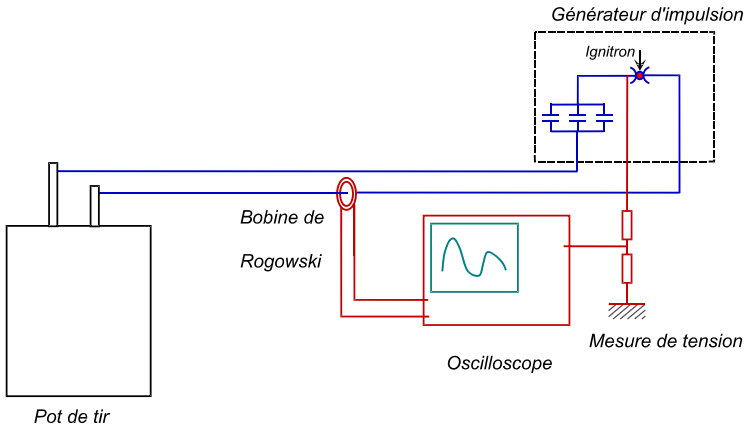 Générateur d'impulsion
Ignitron
Bobine de
Rogowski
Mesure de tension
Oscilloscope
Pot de tir